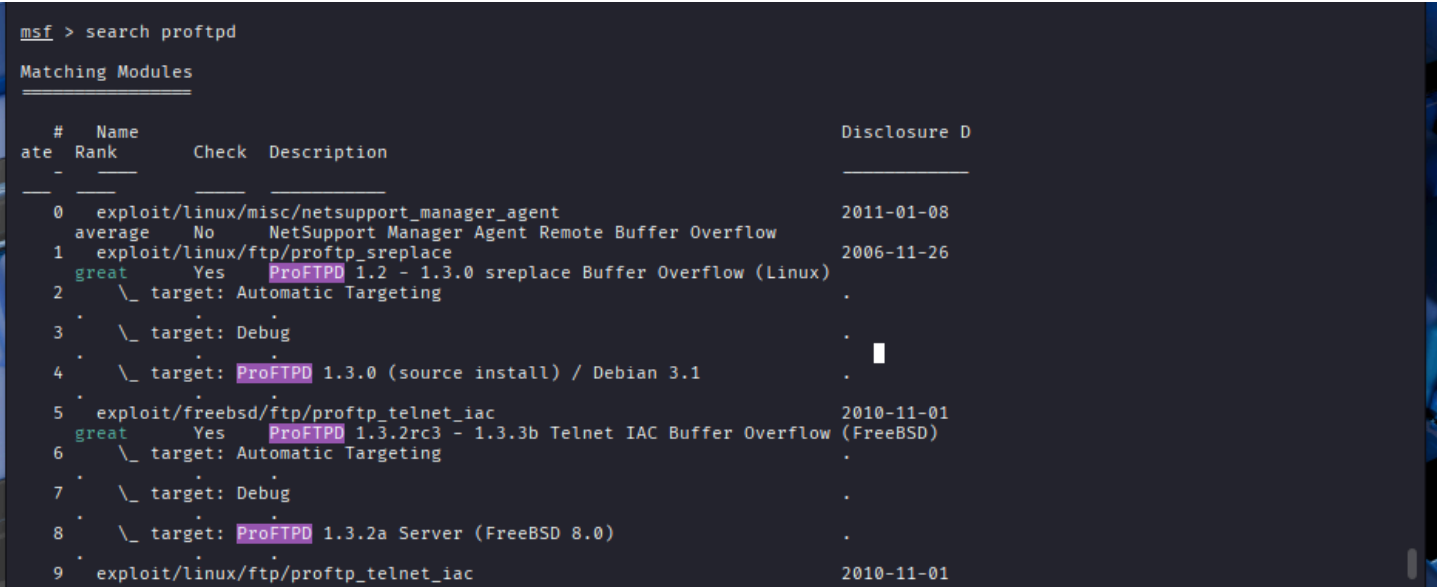 msf > search proftpd
Matching Modules
================
# Name Disclosure D
ate Rank Check Description
- ---- ------------
--- ---- ----- -----------
0 exploit/linux/misc/netsupport_manager_agent 2011-01-08
average No NetSupport Manager Agent Remote Buffer Overflow
1 exploit/linux/ftp/proftp_sreplace 2006-11-26
great Yes ProFTPD 1.2 - 1.3.0 sreplace Buffer Overflow (Linux)
2 \_ target: Automatic Targeting .
. . .
3 \_ target: Debug .
. . .
4 \_ target: ProFTPD 1.3.0 (source install) / Debian 3.1 .
. . .
5 exploit/freebsd/ftp/proftp_telnet_iac 2010-11-01
great Yes ProFTPD 1.3.2rc3 - 1.3.3b Telnet IAC Buffer Overflow (FreeBSD)
6 \_ target: Automatic Targeting .
. . .
7 \_ target: Debug .
. . .
8 \_ target: ProFTPD 1.3.2a Server (FreeBSD 8.0) .
. . .
9 exploit/linux/ftp/proftp_telnet_iac 2010-11-01